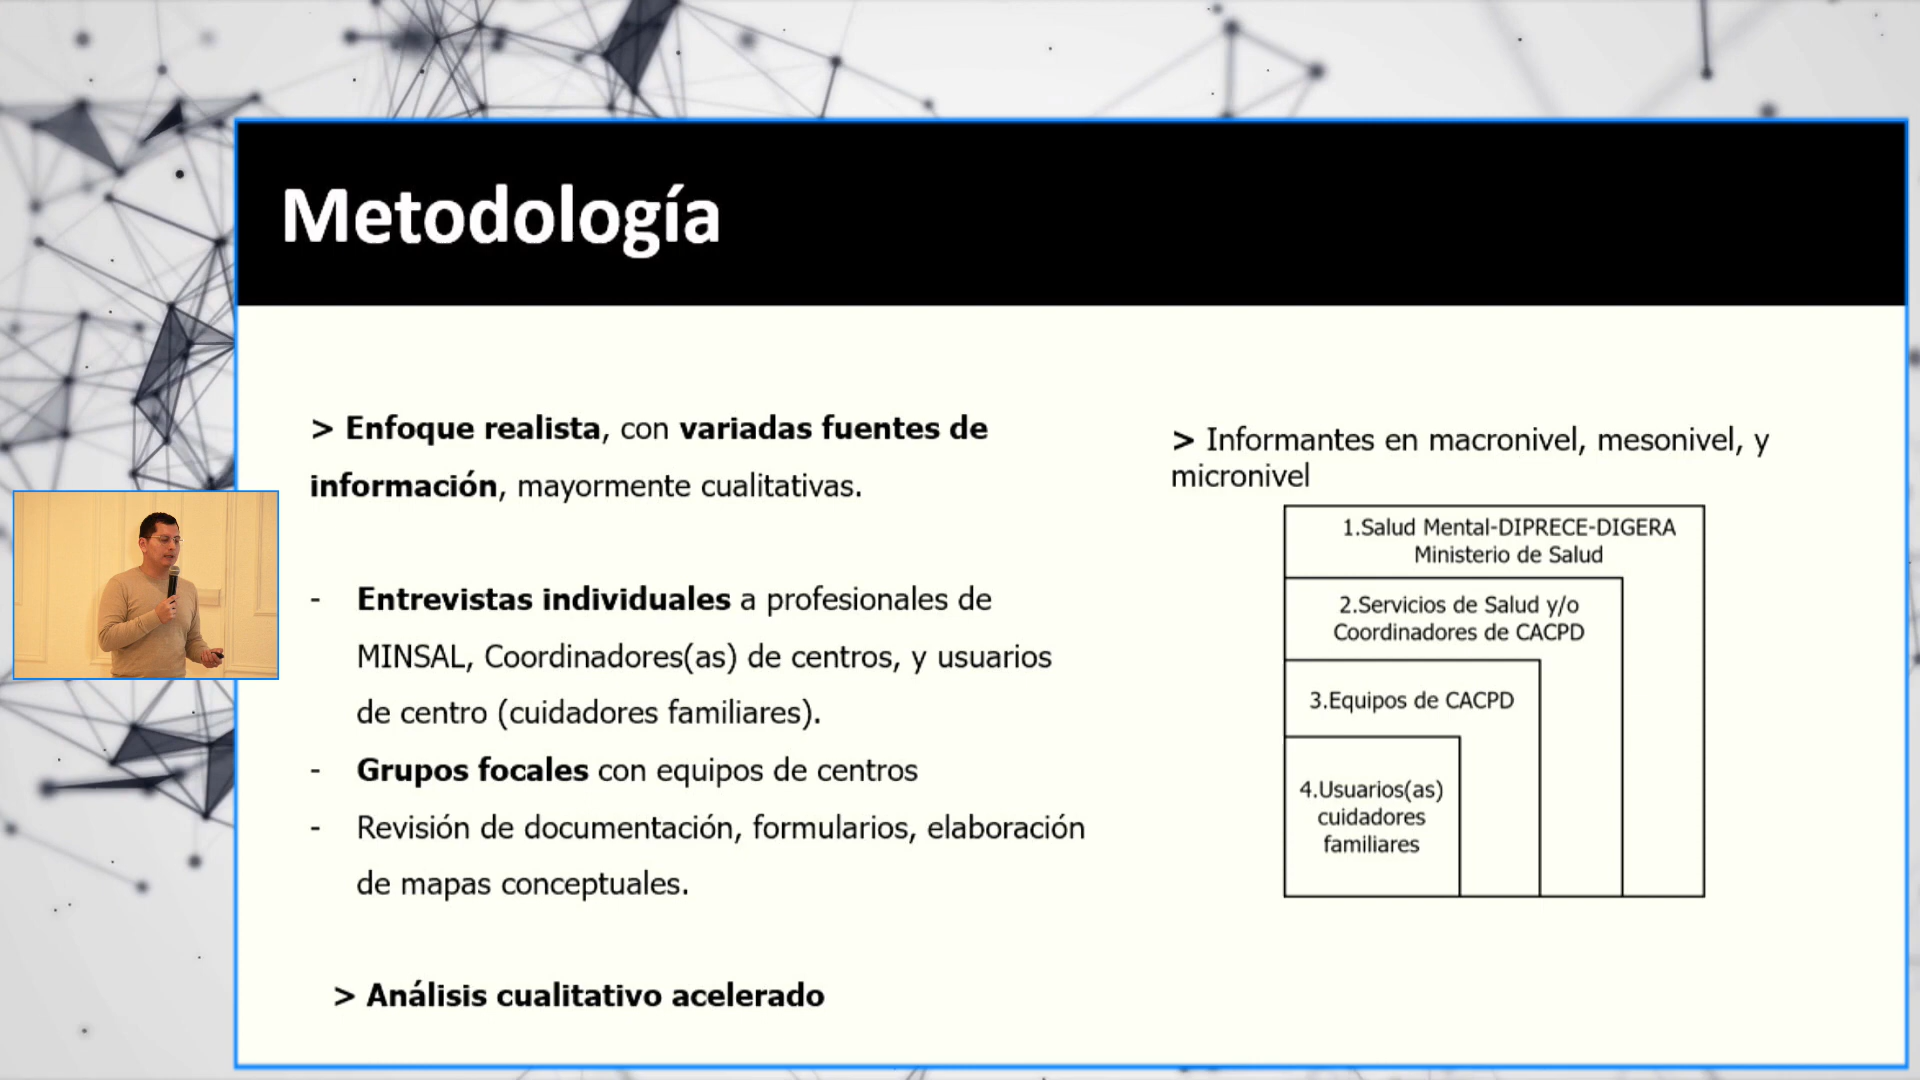 Metodología
> Enfoque realista, con variadas fuentes de
información, mayormente cualitativas.
- Entrevistas individuales a profesionales de
MINSAL, Coordinadores(as) de centros, y usuarios
de centro (cuidadores familiares).
- Grupos focales con equipos de centros
- Revisión de documentación, formularios, elaboración
de mapas conceptuales.
> Análisis cualitativo acelerado
> Informantes en macronivel, mesonivel, y
micronivel
1.Salud Mental-DIPRECE-DIGERA
Ministerio de Salud
2.Servicios de Salud y/o
Coordinadores de CACPD
3.Equipos de CACPD
4.Usuarios(as)
cuidadores
familiares